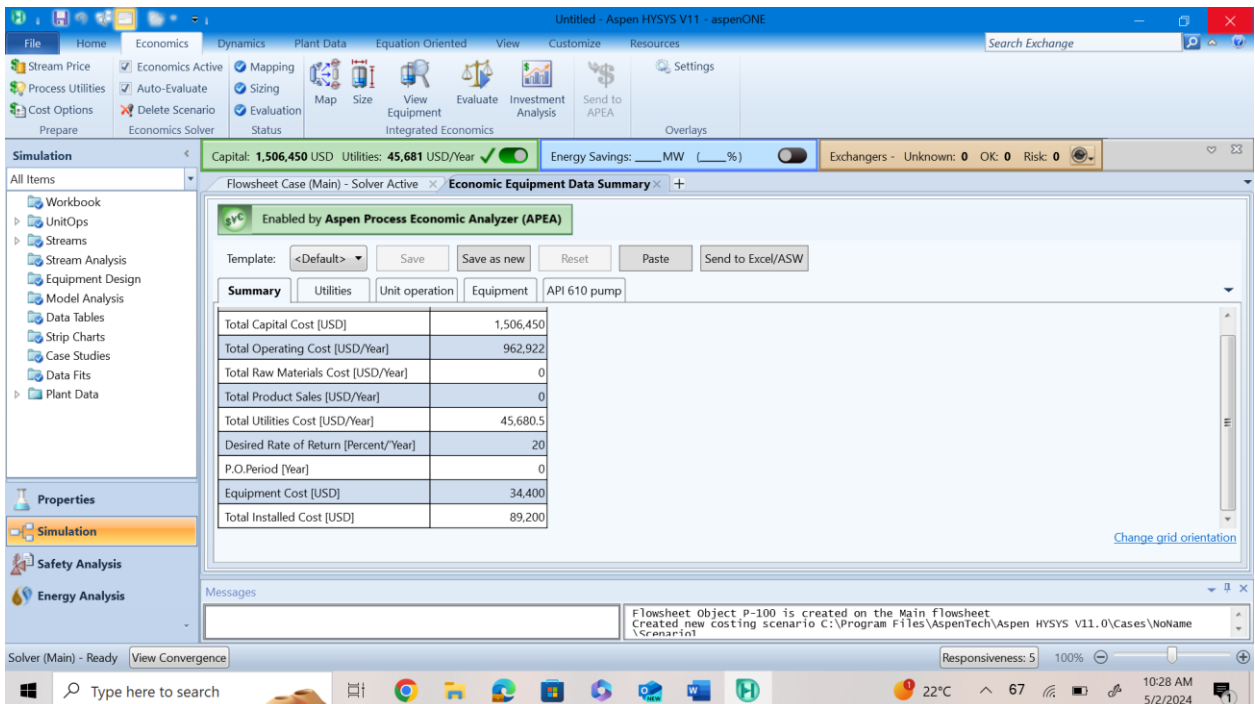 Untitled - Aspen HYSYS V11 - aspenONE
File Home Economics Dynamics Plant Data Equation Oriented View Customize Resources Search Exchange
Stream Price Economics Active Mapping Settings
Process Utilities Auto-Evaluate Sizing
Cost Options Delete Scenario Evaluation
Map Size View Equipment Evaluate Investment Analysis Send to APEA
Prepare Economics Solver Status Integrated Economics Overlays
Simulation
Capital: 1,506,450 USD Utilities: 45,681 USD/Year Energy Savings: ____MW (____%) Exchangers - Unknown: 0 OK: 0 Risk: 0
All Items
Workbook
UnitOps
Streams
Stream Analysis
Equipment Design
Model Analysis
Data Tables
Strip Charts
Case Studies
Data Fits
Plant Data
Properties
Simulation
Safety Analysis
Energy Analysis
Flowsheet Case (Main) - Solver Active Economic Equipment Data Summary +
Enabled by Aspen Process Economic Analyzer (APEA)
Template: <Default> Save Save as new Reset Paste Send to Excel/ASW
Summary Utilities Unit operation Equipment API 610 pump
Total Capital Cost [USD] 1,506,450
Total Operating Cost [USD/Year] 962,922
Total Raw Materials Cost [USD/Year] 0
Total Product Sales [USD/Year] 0
Total Utilities Cost [USD/Year] 45,680.5
Desired Rate of Return [Percent/'Year] 20
P.O.Period [Year] 0
Equipment Cost [USD] 34,400
Total Installed Cost [USD] 89,200
Change grid orientation
Messages
Flowsheet Object P-100 is created on the Main flowsheet
Created new costing scenario C:\Program Files\AspenTech\Aspen HYSYS V11.0\Cases\NoName
\Scenario1
Solver (Main) - Ready View Convergence Responsiveness: 5 100%
Type here to search 22°C 67 10:28 AM
5/2/2024